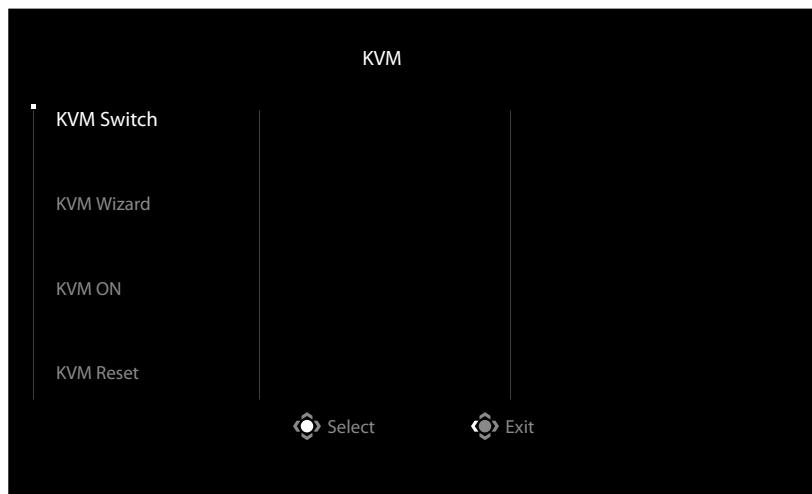 KVM
KVM Switch
KVM Wizard
KVM ON
KVM Reset
Select Exit